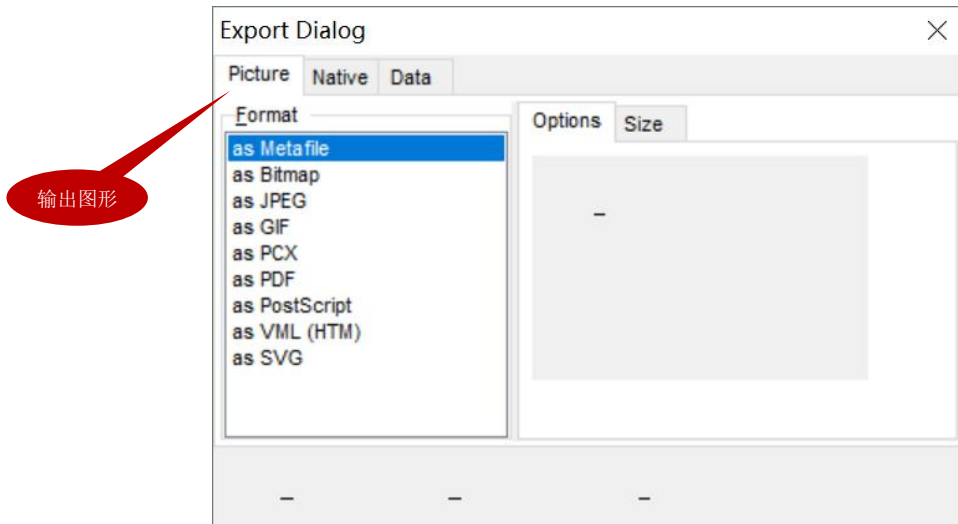 Export Dialog
Picture Native Data
Format
Options Size
as Metafile
as Bitmap
as JPEG
as GIF
as PCX
as PDF
as PostScript
as VML (HTM)
as SVG
输出图形